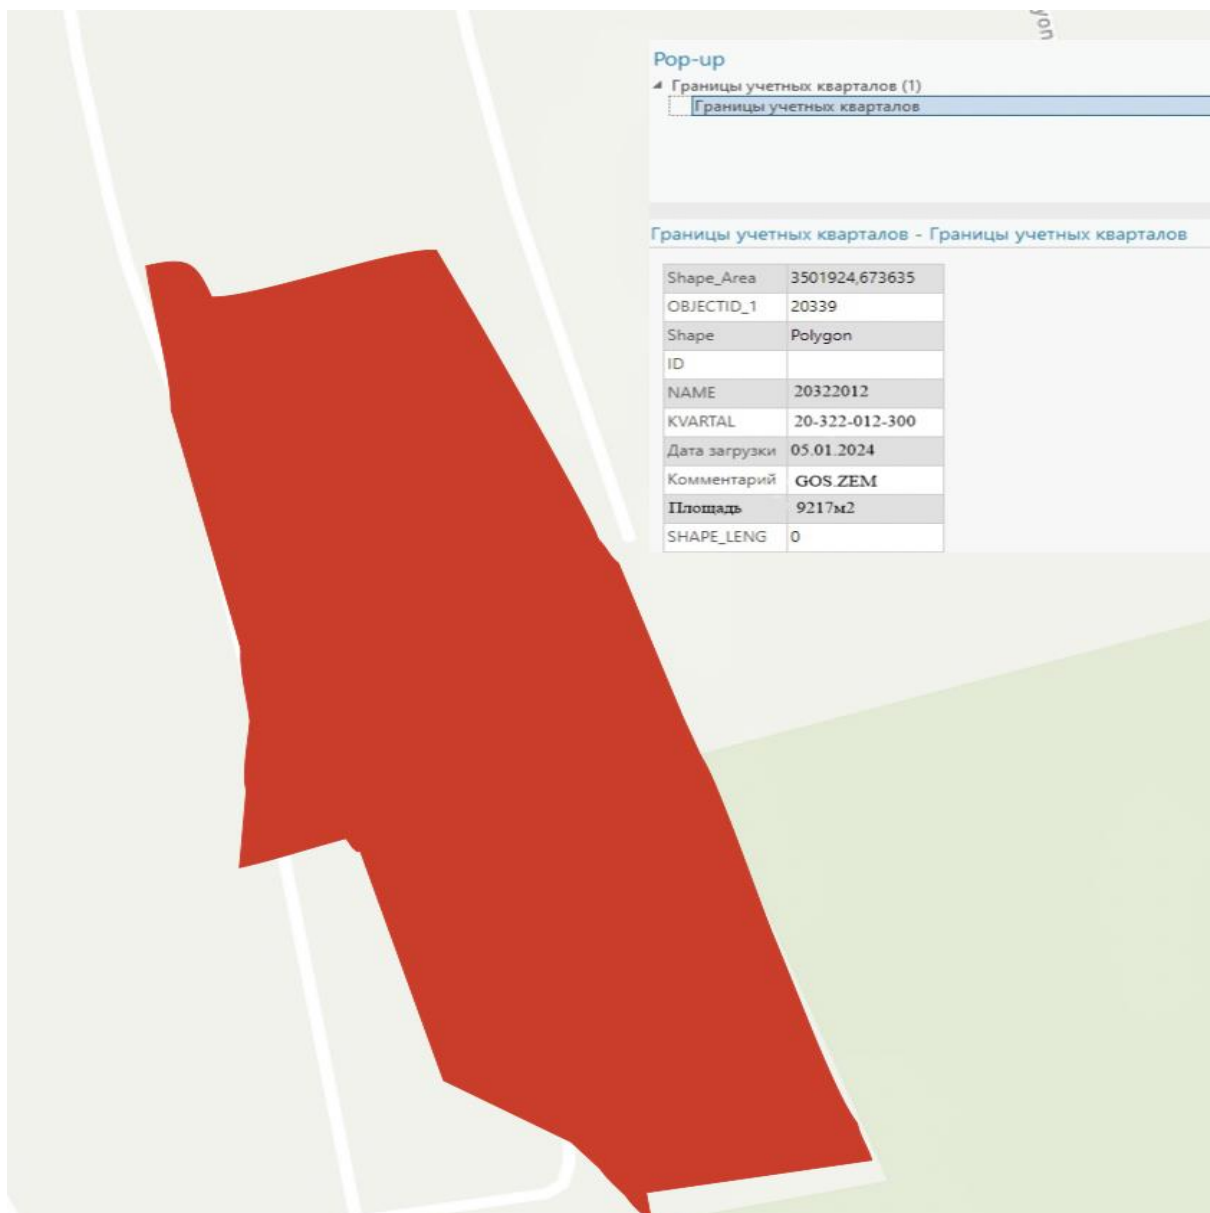 yon
Pop-up
Границы учетных кварталов (1)
Границы учетных кварталов
Границы учетных кварталов - Границы учетных кварталов
Shape_Area 3501924,673635
OBJECTID_1 20339
Shape Polygon
ID
NAME 20322012
KVARTAL 20-322-012-300
Дата загрузки 05.01.2024
Комментарий GOS.ZEM
Площадь 9217м2
SHAPE_LENG 0